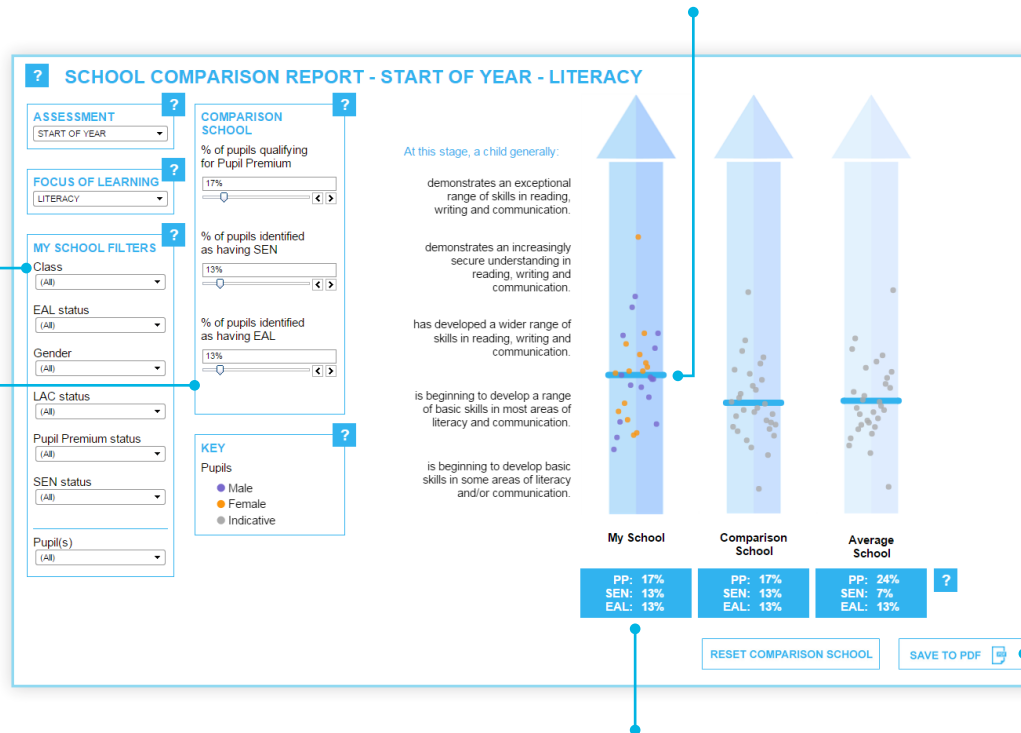 ? SCHOOL COMPARISON REPORT - START OF YEAR - LITERACY
?
ASSESSMENT
START OF YEAR
?
FOCUS OF LEARNING
LITERACY
?
MY SCHOOL FILTERS
Class
(All)
EAL status
(All)
Gender
(All)
LAC status
(All)
Pupil Premium status
(All)
SEN status
(All)
Pupil(s)
(All)
?
COMPARISON
SCHOOL
% of pupils qualifying
for Pupil Premium
17%
% of pupils identified
as having SEN
13%
% of pupils identified
as having EAL
13%
?
KEY
Pupils
Male
Female
Indicative
At this stage, a child generally:
demonstrates an exceptional
range of skills in reading,
writing and communication.
demonstrates an increasingly
secure understanding in
reading, writing and
communication.
has developed a wider range of
skills in reading, writing and
communication.
is beginning to develop a range
of basic skills in most areas of
literacy and communication.
is beginning to develop basic
skills in some areas of literacy
and/or communication.
My School
PP: 17%
SEN: 13%
EAL: 13%
Comparison
School
PP: 17%
SEN: 13%
EAL: 13%
Average
School
PP: 24%
SEN: 7%
EAL: 13%
?
RESET COMPARISON SCHOOL
SAVE TO PDF